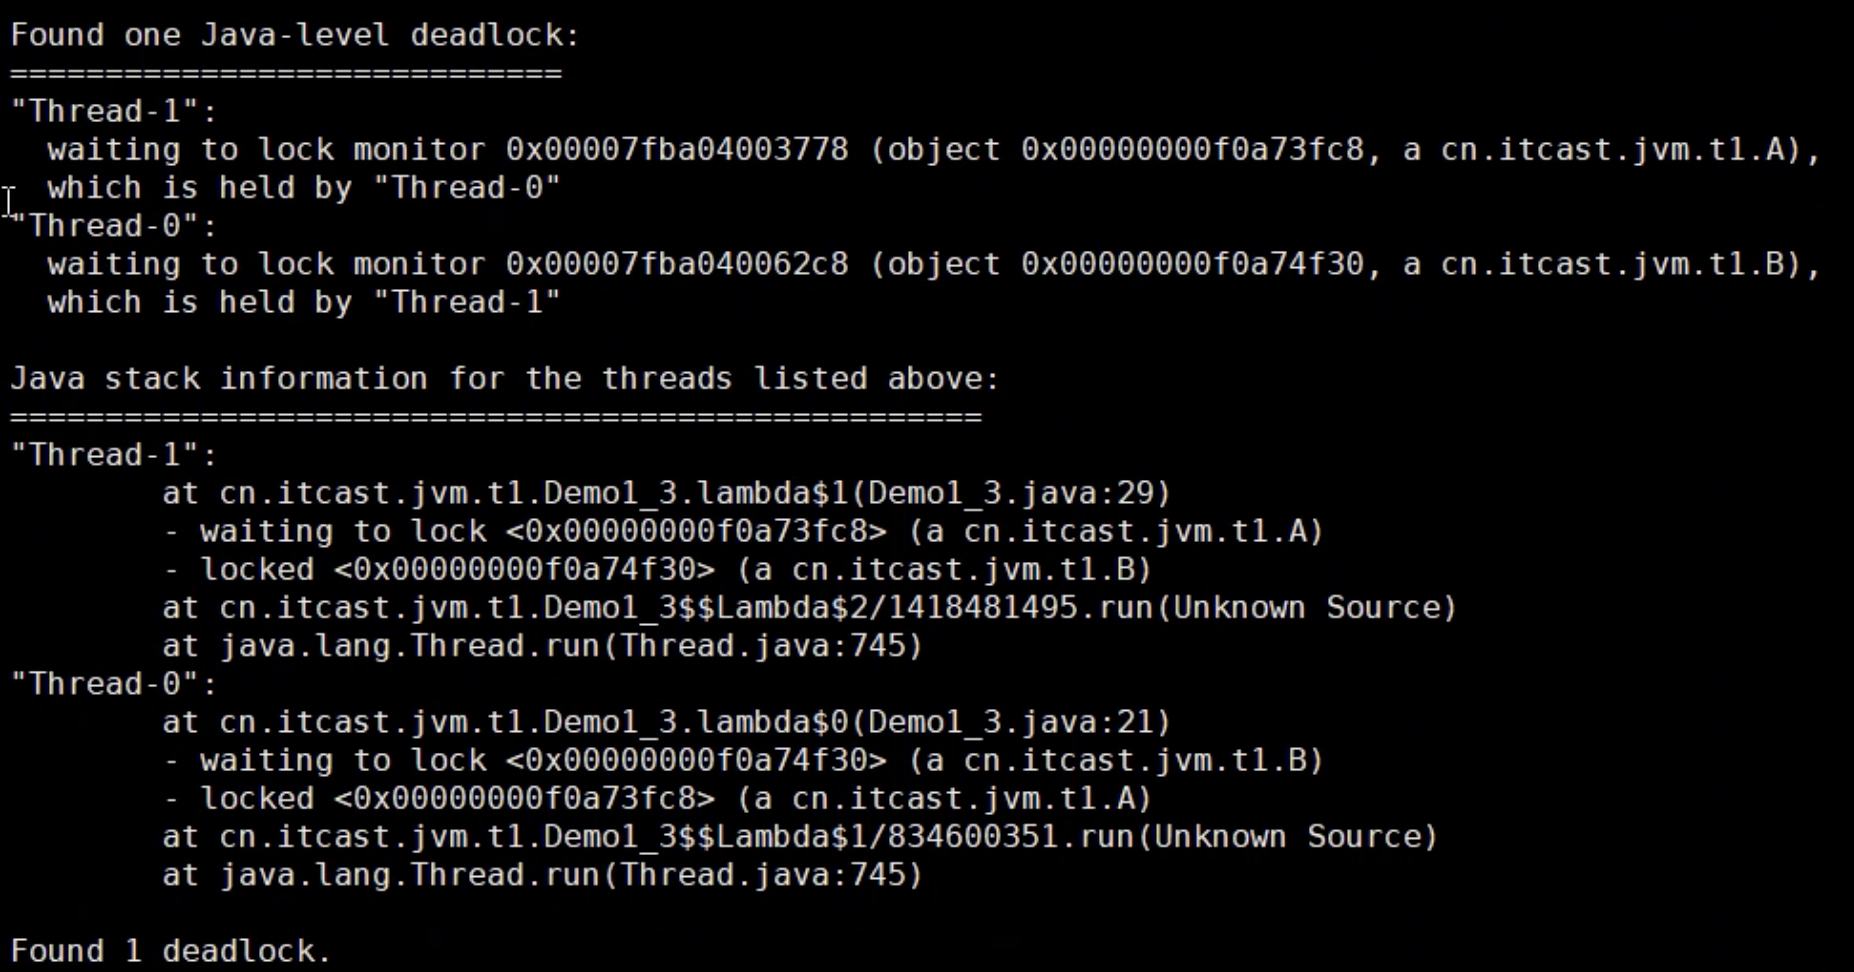 Found one Java-level deadlock:
=============================
"Thread-1":
  waiting to lock monitor 0x00007fba04003778 (object 0x00000000f0a73fc8, a cn.itcast.jvm.t1.A),
  which is held by "Thread-0"
"Thread-0":
  waiting to lock monitor 0x00007fba040062c8 (object 0x00000000f0a74f30, a cn.itcast.jvm.t1.B),
  which is held by "Thread-1"

Java stack information for the threads listed above:
===================================================
"Thread-1":
        at cn.itcast.jvm.t1.Demo1_3.lambda$1(Demo1_3.java:29)
        - waiting to lock <0x00000000f0a73fc8> (a cn.itcast.jvm.t1.A)
        - locked <0x00000000f0a74f30> (a cn.itcast.jvm.t1.B)
        at cn.itcast.jvm.t1.Demo1_3$$Lambda$2/1418481495.run(Unknown Source)
        at java.lang.Thread.run(Thread.java:745)
"Thread-0":
        at cn.itcast.jvm.t1.Demo1_3.lambda$0(Demo1_3.java:21)
        - waiting to lock <0x00000000f0a74f30> (a cn.itcast.jvm.t1.B)
        - locked <0x00000000f0a73fc8> (a cn.itcast.jvm.t1.A)
        at cn.itcast.jvm.t1.Demo1_3$$Lambda$1/834600351.run(Unknown Source)
        at java.lang.Thread.run(Thread.java:745)

Found 1 deadlock.